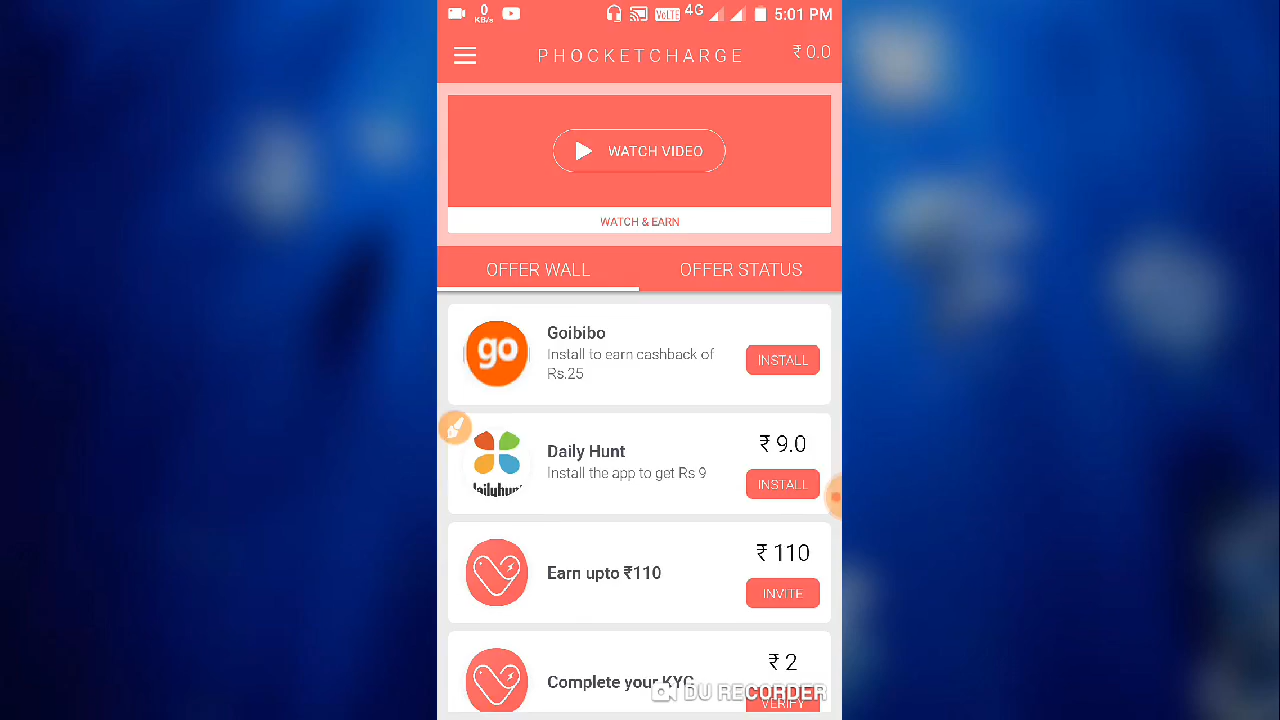 0
KB/s
VoLTE 4G 5:01 PM
PHOCKETCHARGE ₹ 0.0
WATCH VIDEO
WATCH & EARN
OFFER WALL OFFER STATUS
go
Goibibo
Install to earn cashback of
Rs.25
INSTALL
dailyhunt
Daily Hunt
Install the app to get Rs 9
₹ 9.0
INSTALL
Earn upto ₹110
₹ 110
INVITE
Complete your KYC
₹ 2
VERIFY
DU RECORDER